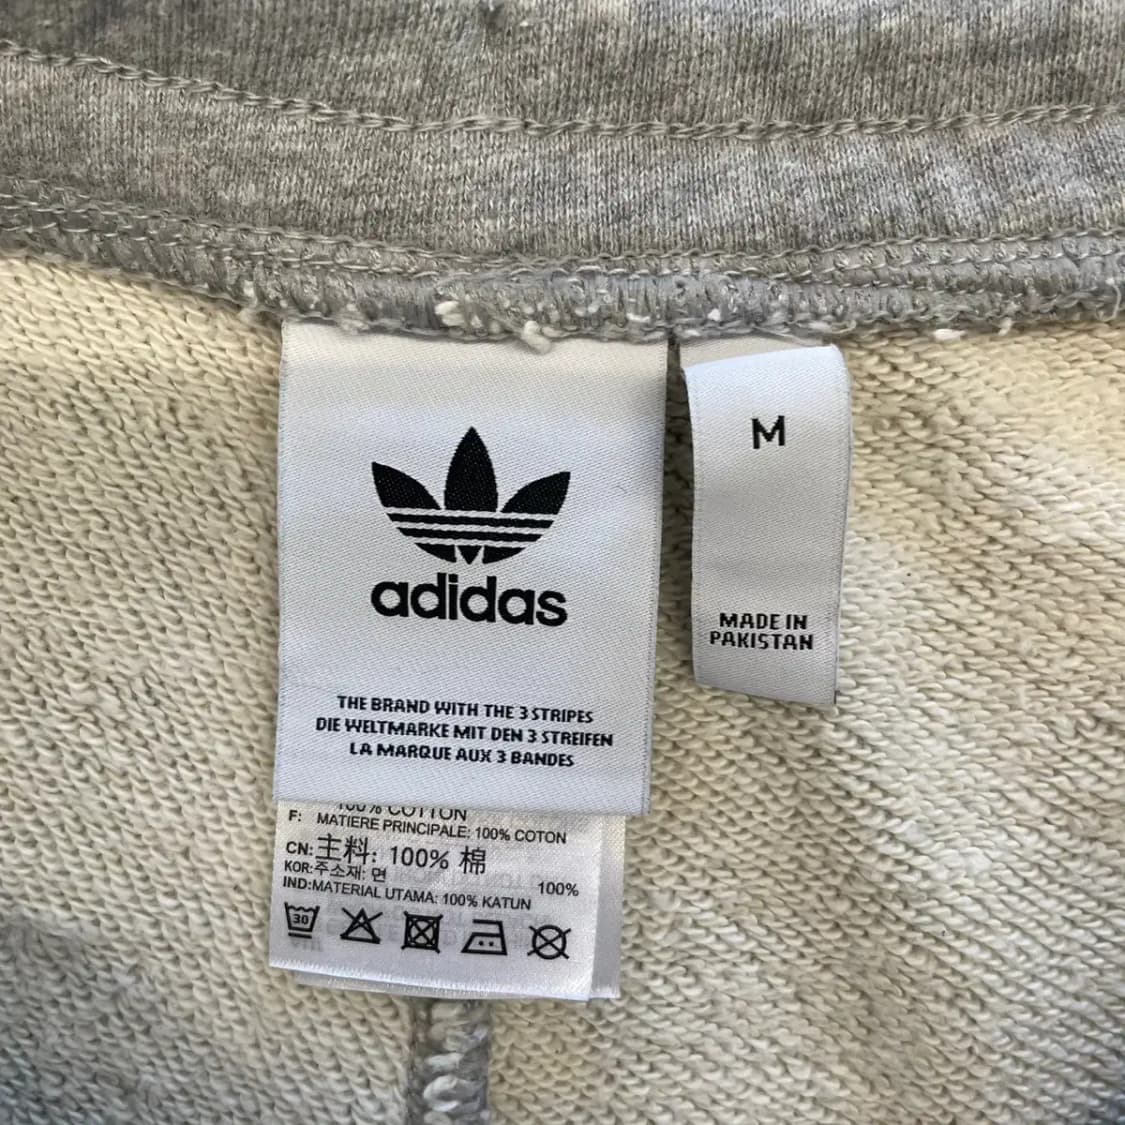 adidas
THE BRAND WITH THE 3 STRIPES
DIE WELTMARKE MIT DEN 3 STREIFEN
LA MARQUE AUX 3 BANDES
M
MADE IN
PAKISTAN
100% COTTON
F: MATIERE PRINCIPALE: 100% COTON
CN: 主料: 100% 棉
KOR:주소재: 면 100%
IND:MATERIAL UTAMA: 100% KATUN
30